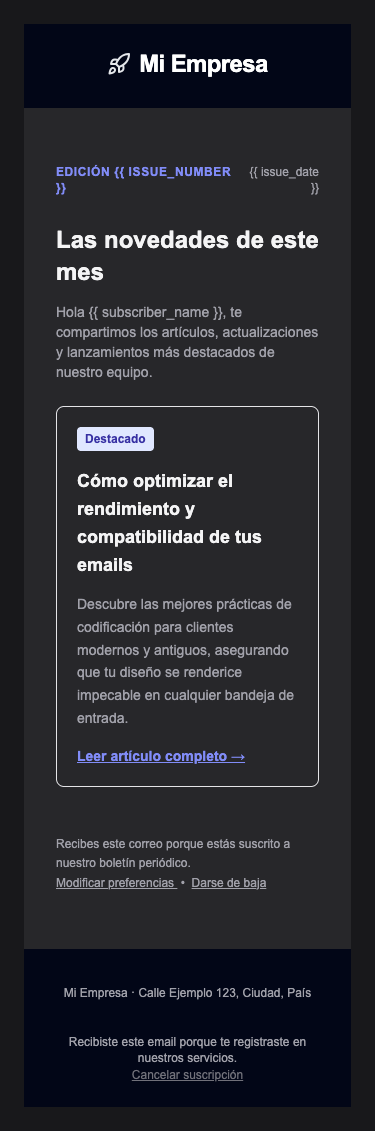 Mi Empresa
EDICIÓN {{ ISSUE_NUMBER
}}
{{ issue_date
}}
Las novedades de este
mes
Hola {{ subscriber_name }}, te
compartimos los artículos, actualizaciones
y lanzamientos más destacados de
nuestro equipo.
Destacado
Cómo optimizar el
rendimiento y
compatibilidad de tus
emails
Descubre las mejores prácticas de
codificación para clientes
modernos y antiguos, asegurando
que tu diseño se renderice
impecable en cualquier bandeja de
entrada.
Leer artículo completo →
Recibes este correo porque estás suscrito a
nuestro boletín periódico.
Modificar preferencias • Darse de baja
Mi Empresa · Calle Ejemplo 123, Ciudad, País
Recibiste este email porque te registraste en
nuestros servicios.
Cancelar suscripción